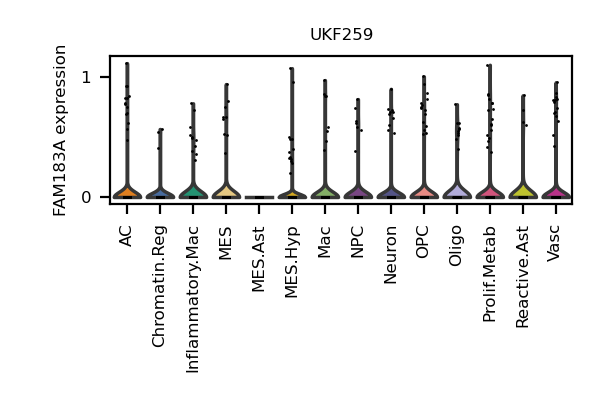 UKF259
FAM183A expression
1
0
AC
Chromatin.Reg
Inflammatory.Mac
MES
MES.Ast
MES.Hyp
Mac
NPC
Neuron
OPC
Oligo
Prolif.Metab
Reactive.Ast
Vasc